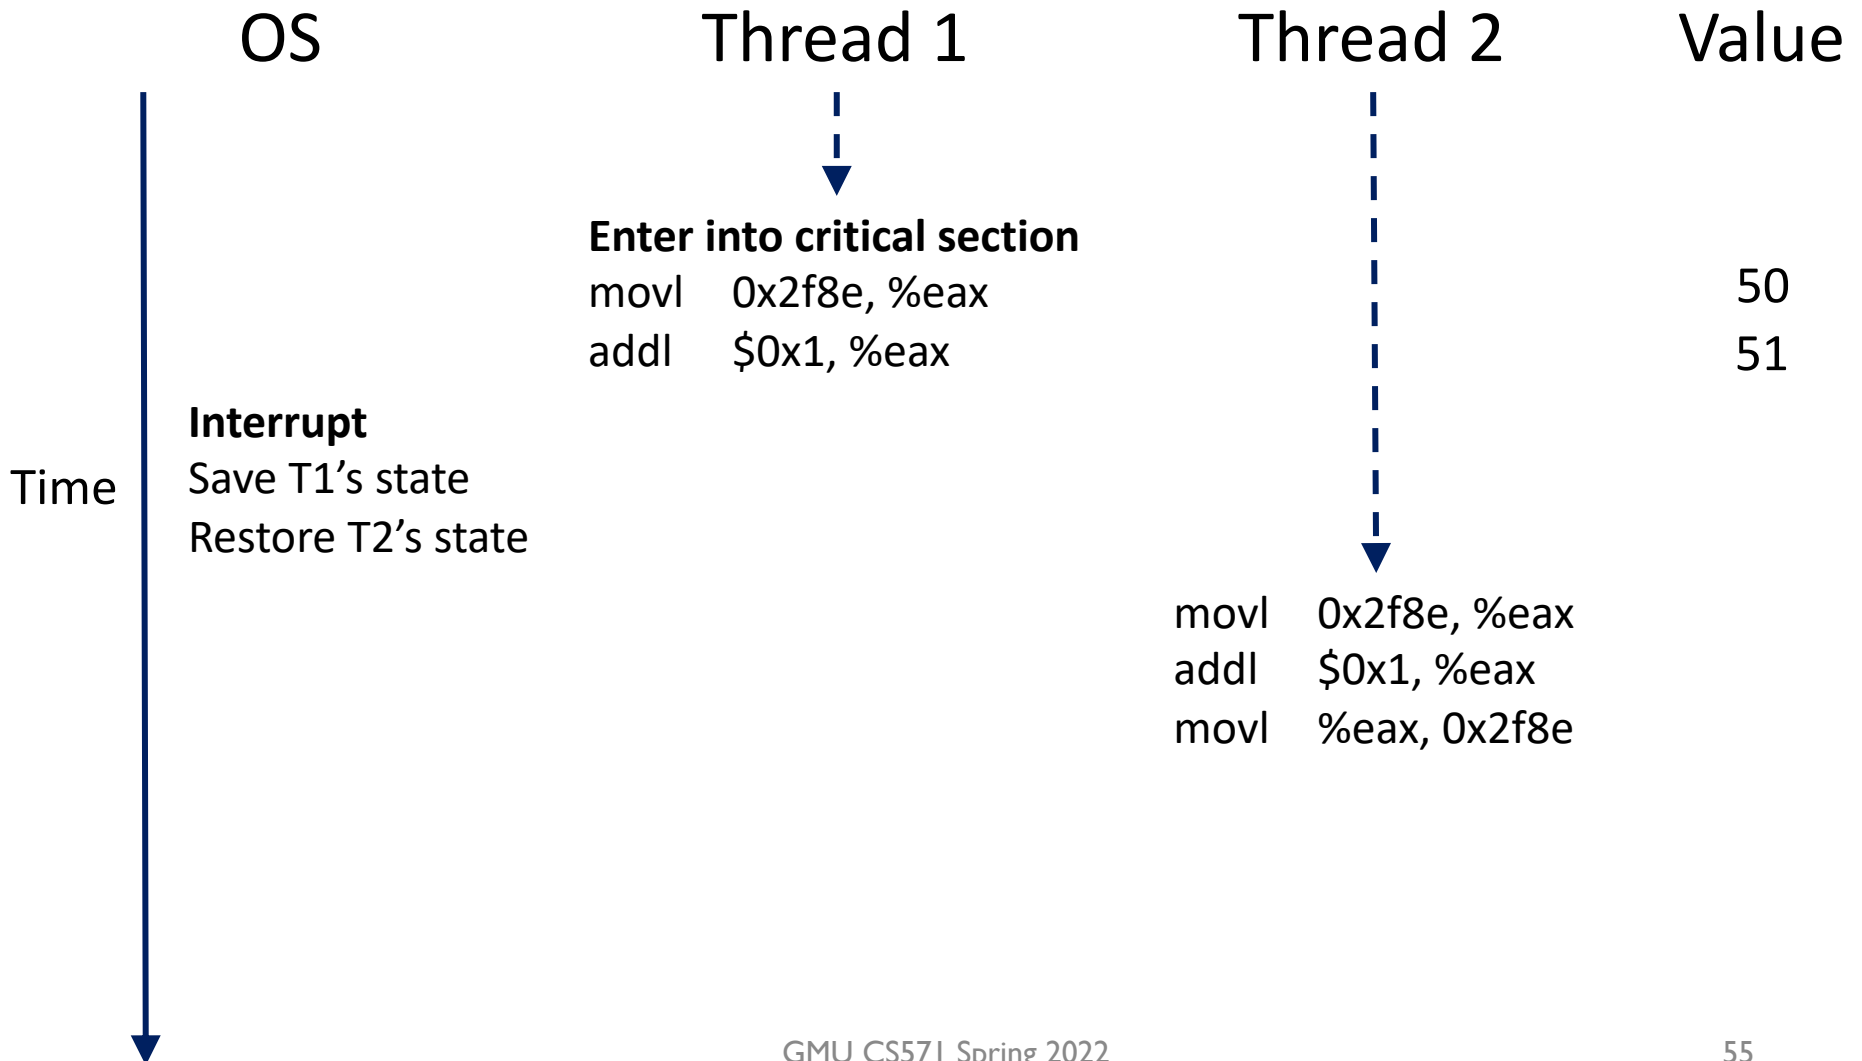 OS Thread 1 Thread 2 Value
Enter into critical section
movl 0x2f8e, %eax 50
addl $0x1, %eax 51
Interrupt
Time
Save T1’s state
Restore T2’s state
movl 0x2f8e, %eax
addl $0x1, %eax
movl %eax, 0x2f8e
GMU CS571 Spring 2022 55